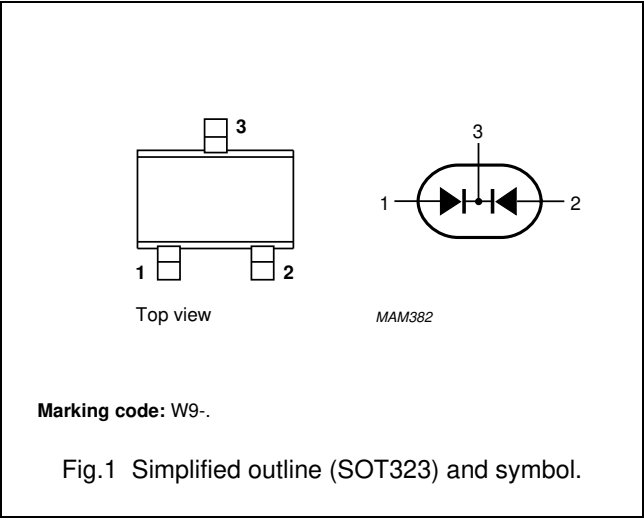 3
3
1
2
1
2
Top view
MAM382
Marking code: W9-.
Fig.1 Simplified outline (SOT323) and symbol.